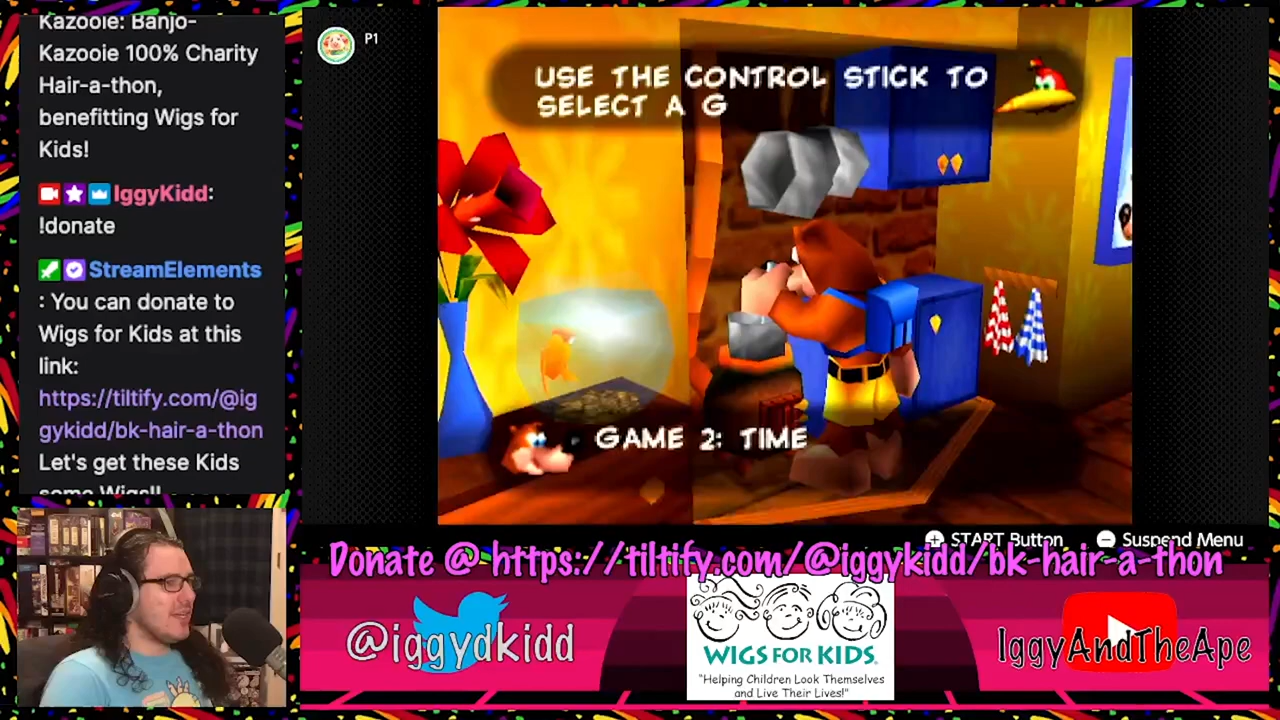 Kazooie: Banjo-
Kazooie 100% Charity
Hair-a-thon,
benefitting Wigs for
Kids!
IggyKidd:
!donate
StreamElements
: You can donate to
Wigs for Kids at this
link:
https://tiltify.com/@ig
gykidd/bk-hair-a-thon
Let's get these Kids
some Wigs!!
P1
USE THE CONTROL STICK TO
SELECT A G
GAME 2: TIME
START Button
Suspend Menu
Donate @ https://tiltify.com/@iggykidd/bk-hair-a-thon
@iggydkidd
WIGS FOR KIDS.
"Helping Children Look Themselves
and Live Their Lives!"
IggyAndTheApe